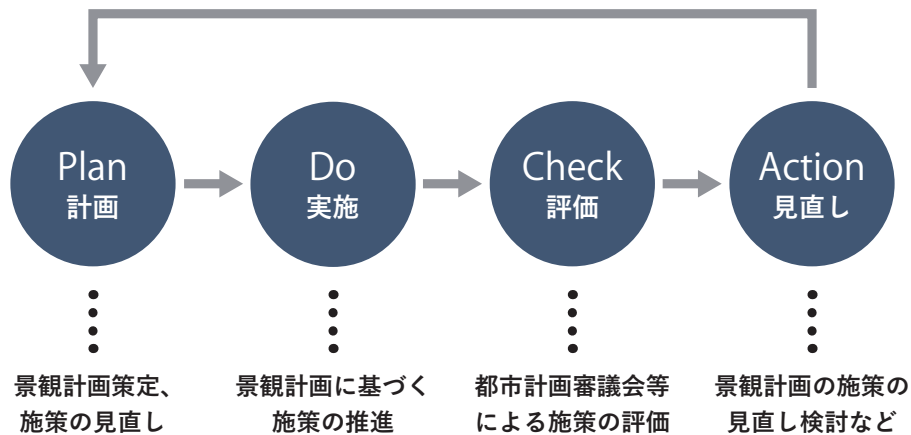 Plan
計画
Do
実施
Check
評価
Action
見直し
景観計画策定、
施策の見直し
景観計画に基づく
施策の推進
都市計画審議会等
による施策の評価
景観計画の施策の
見直し検討など